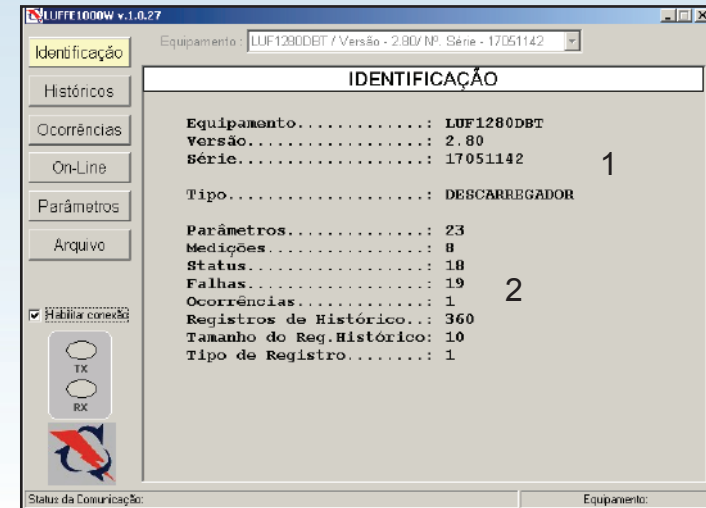 LUFFE1000W v.1.0.27
Equipamento : LUF1280DBT / Versão - 2.80/ Nº. Série - 17051142
Identificação
Históricos
Ocorrências
On-Line
Parâmetros
Arquivo
Habilitar conexão
TX
RX
IDENTIFICAÇÃO
Equipamento.............: LUF1280DBT
Versão..................: 2.80
Série...................: 17051142
1
Tipo....................: DESCARREGADOR
Parâmetros..............: 23
Medições................: 8
Status..................: 18
Falhas..................: 19
2
Ocorrências.............: 1
Registros de Histórico..: 360
Tamanho do Reg.Histórico: 10
Tipo de Registro........: 1
Status da Comunicação:
Equipamento: